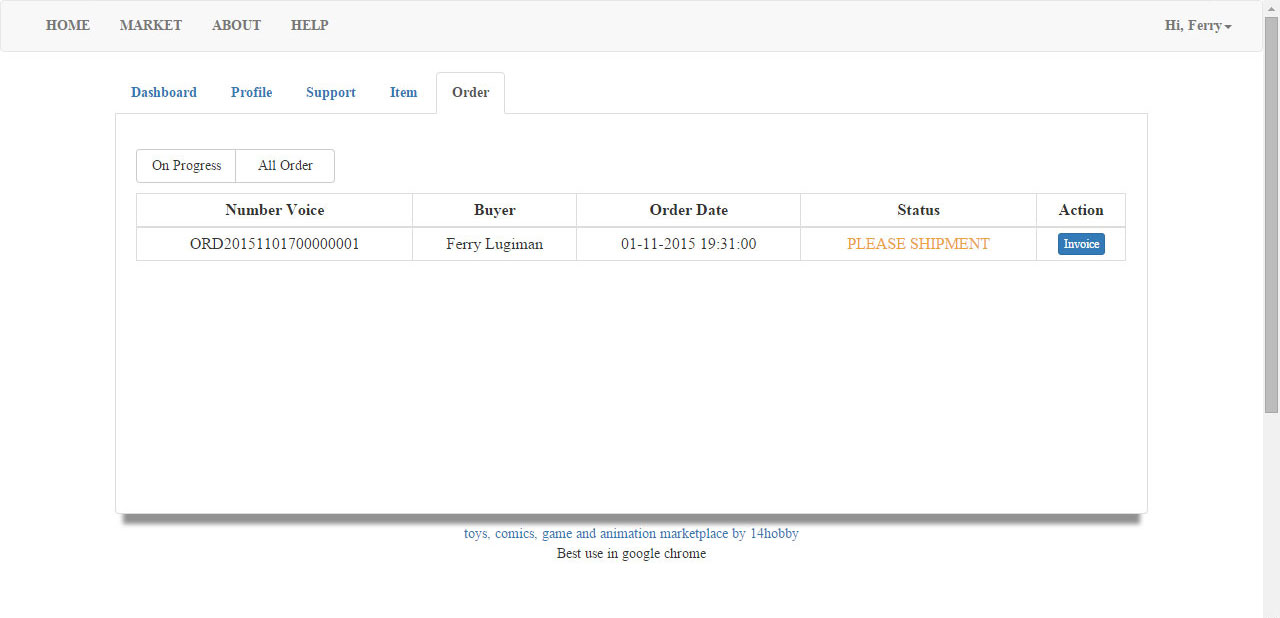 HOME MARKET ABOUT HELP Hi, Ferry
Dashboard Profile Support Item Order
On Progress All Order
Number Voice Buyer Order Date Status Action
ORD20151101700000001 Ferry Lugiman 01-11-2015 19:31:00 PLEASE SHIPMENT Invoice
toys, comics, game and animation marketplace by 14hobby
Best use in google chrome